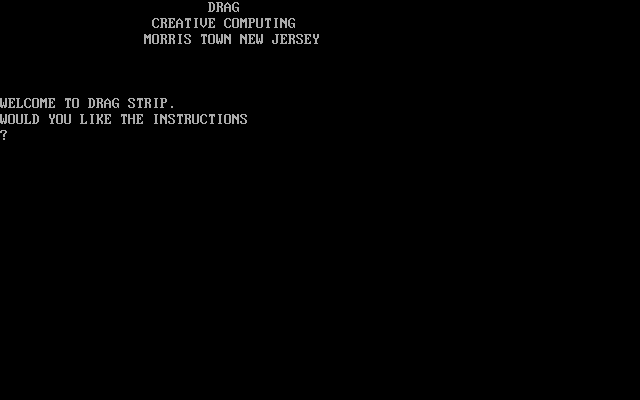 DRAG
CREATIVE COMPUTING
MORRIS TOWN NEW JERSEY
WELCOME TO DRAG STRIP.
WOULD YOU LIKE THE INSTRUCTIONS
?